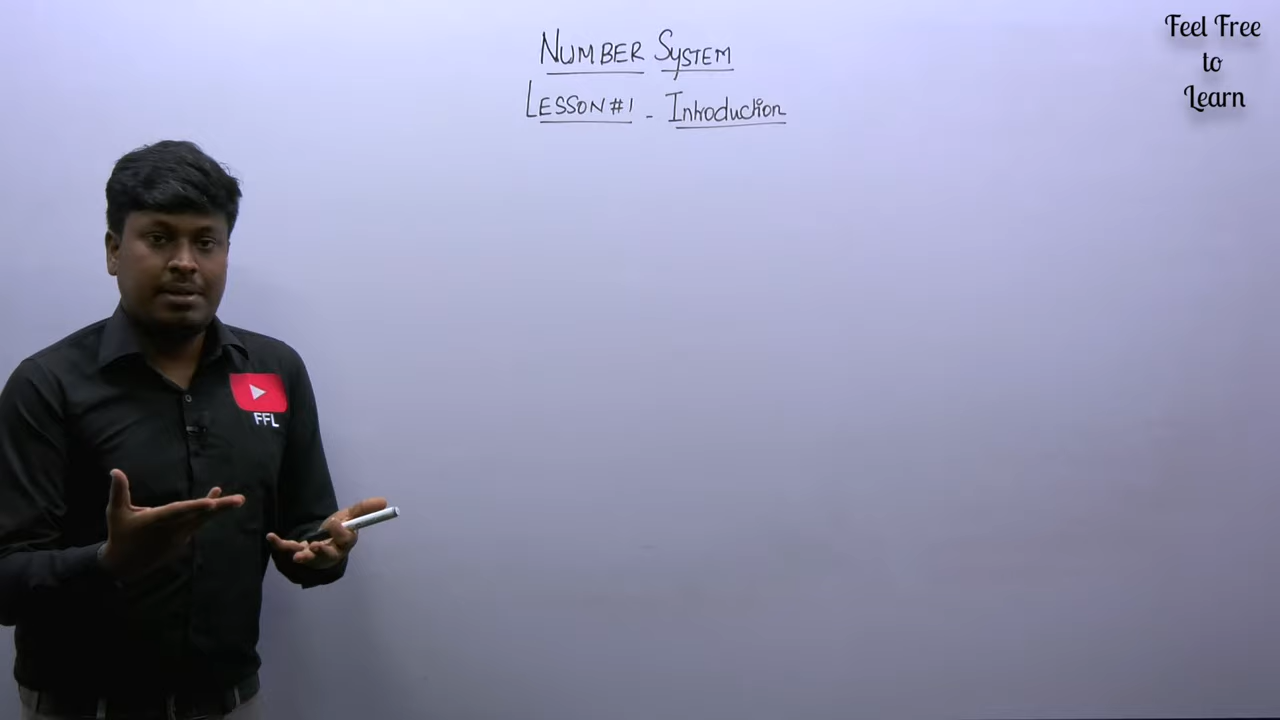 NUMBER SYSTEM
LESSON #1 - Introduction
Feel Free
to
Learn
FFL